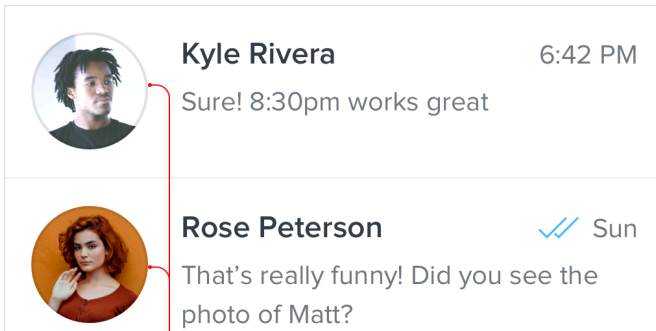 Kyle Rivera 6:42 PM
Sure! 8:30pm works great
Rose Peterson Sun
That’s really funny! Did you see the
photo of Matt?